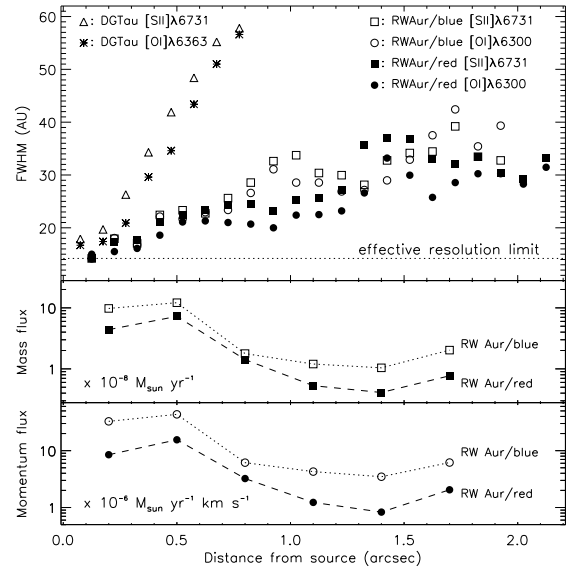 △: DGTau [SII]λ6731
✳: DGTau [OI]λ6363
□: RWAur/blue [SII]λ6731
○: RWAur/blue [OI]λ6300
■: RWAur/red [SII]λ6731
●: RWAur/red [OI]λ6300
60
50
40
30
20
FWHM (AU)
effective resolution limit
10
1
Mass flux
RW Aur/blue
RW Aur/red
x 10⁻⁸ M_sun yr⁻¹
10
1
Momentum flux
RW Aur/blue
RW Aur/red
x 10⁻⁶ M_sun yr⁻¹ km s⁻¹
0.0 0.5 1.0 1.5 2.0
Distance from source (arcsec)